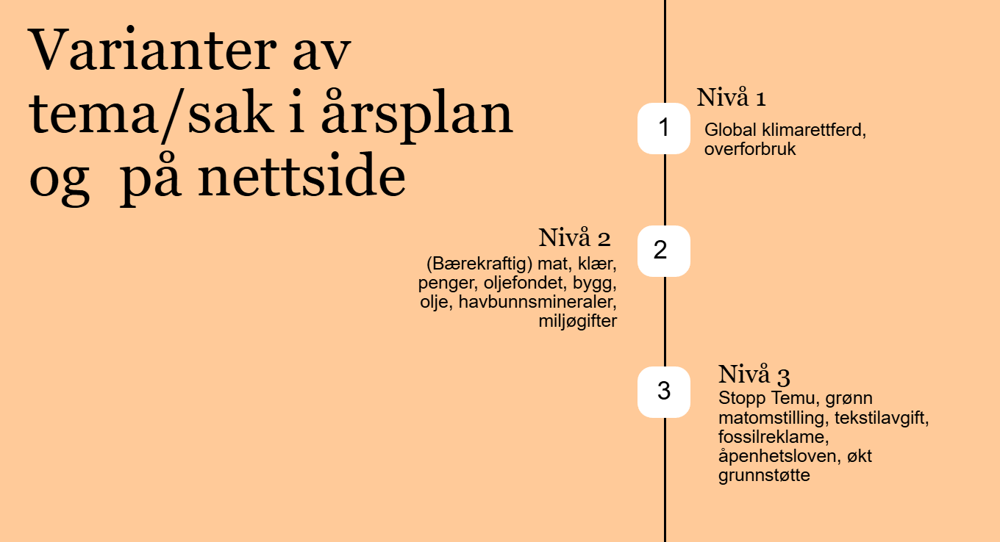 Varianter av
tema/sak i årsplan
og  på nettside
1
Nivå 1
Global klimarettferd,
overforbruk
Nivå 2
2
(Bærekraftig) mat, klær,
penger, oljefondet, bygg,
olje, havbunnsmineraler,
miljøgifter
3
Nivå 3
Stopp Temu, grønn
matomstilling, tekstilavgift,
fossilreklame,
åpenhetsloven, økt
grunnstøtte